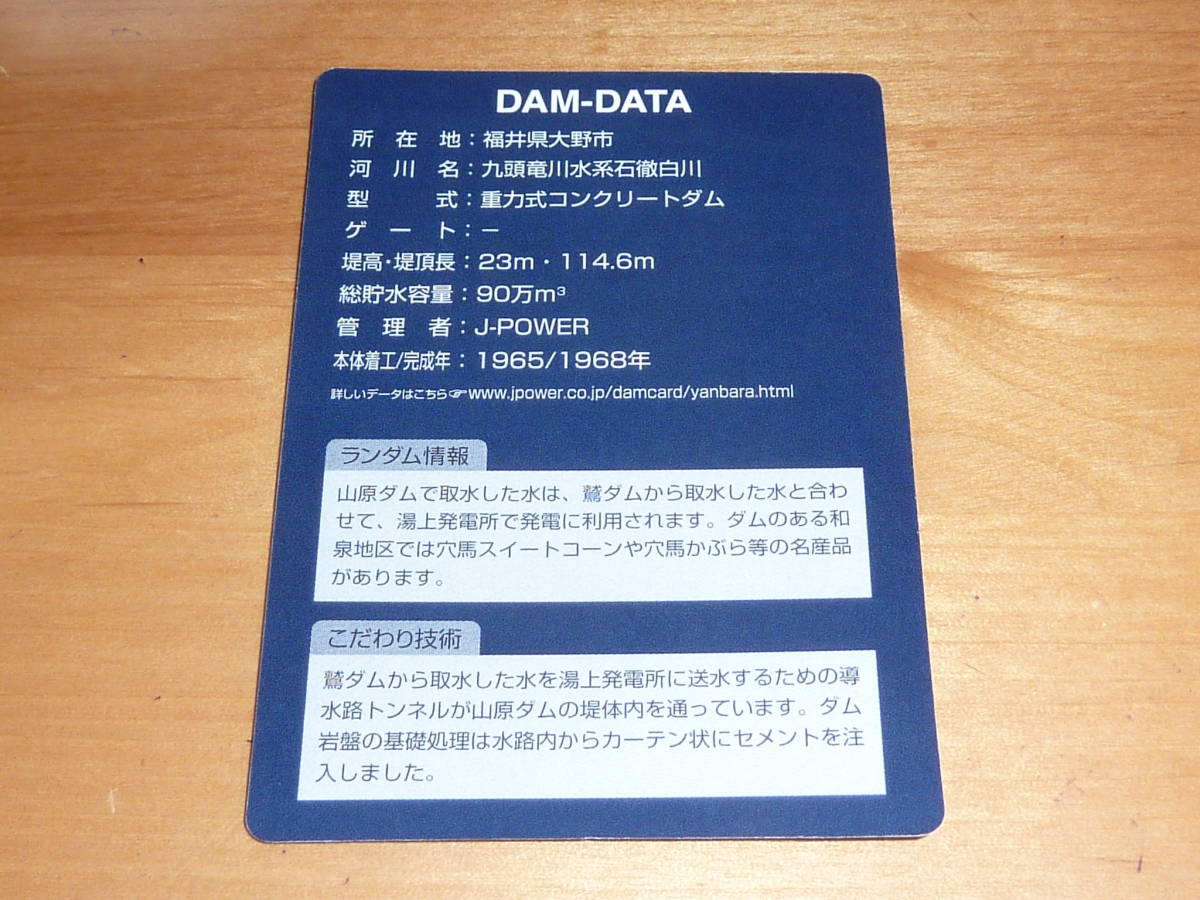 DAM-DATA
所在地:福井県大野市
河川名:九頭竜川水系石徹白川
型式:重力式コンクリートダム
ゲート:－
堤高・堤頂長:23m・114.6m
総貯水容量:90万m³
管理者:J-POWER
本体着工/完成年:1965/1968年
詳しいデータはこちら☞www.jpower.co.jp/damcard/yanbara.html
ランダム情報
山原ダムで取水した水は、鷲ダムから取水した水と合わ
せて、湯上発電所で発電に利用されます。ダムのある和
泉地区では穴馬スイートコーンや穴馬かぶら等の名産品
があります。
こだわり技術
鷲ダムから取水した水を湯上発電所に送水するための導
水路トンネルが山原ダムの堤体内を通っています。ダム
岩盤の基礎処理は水路内からカーテン状にセメントを注
入しました。